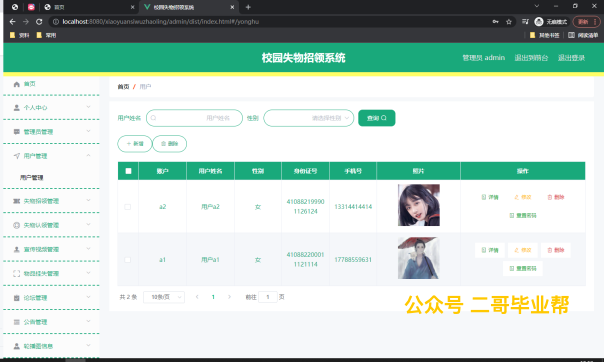 首页
校园失物招领系统
localhost:8080/xiaoyuanshiwuzhaoling/admin/dist/index.html#/yonghu
无痕模式
更新
资料
常用
其他书签
阅读清单
校园失物招领系统
管理员 admin
退出到前台
退出登录
首页
个人中心
管理员管理
用户管理
用户管理
失物招领管理
失物认领管理
宣传视频管理
物品挂失管理
论坛管理
公告管理
轮播图信息
首页 / 用户
用户姓名
用户姓名
性别
请选择性别
查询
+ 新增
删除
账户 用户姓名 性别 身份证号 手机号 照片 操作
a2 用户a2 女 410882199901126124 13314414414
详情 修改 删除
重置密码
a1 用户a1 女 410882200011121114 17788559631
详情 修改 删除
重置密码
共 2 条 10条/页 1 前往 1 页
公众号 二哥毕业帮